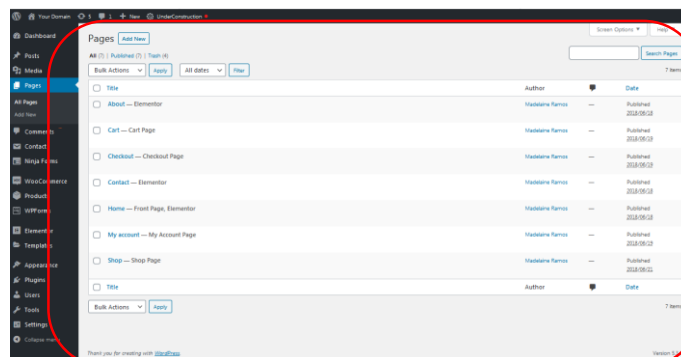 Your Domain 5 1 + New UnderConstruction
Screen Options ▼ Help
Dashboard
Posts
Media
Pages
All Pages
Add New
Comments
Contact
Ninja Forms
WooCommerce
Products
WPForms
Elementor
Templates
Appearance
Plugins
Users
Tools
Settings
Collapse menu
Pages Add New
All (7) | Published (7) | Trash (4)
Search Pages
Bulk Actions Apply All dates Filter 7 items
Title Author Date
About — Elementor Madeleine Ramos — Published
2018/06/18
Cart — Cart Page Madeleine Ramos — Published
2018/06/19
Checkout — Checkout Page Madeleine Ramos — Published
2018/06/19
Contact — Elementor Madeleine Ramos — Published
2018/06/18
Home — Front Page, Elementor Madeleine Ramos — Published
2018/06/18
My account — My Account Page Madeleine Ramos — Published
2018/06/19
Shop — Shop Page Madeleine Ramos — Published
2018/06/21
Title Author Date
Bulk Actions Apply 7 items
Thank you for creating with WordPress. Version